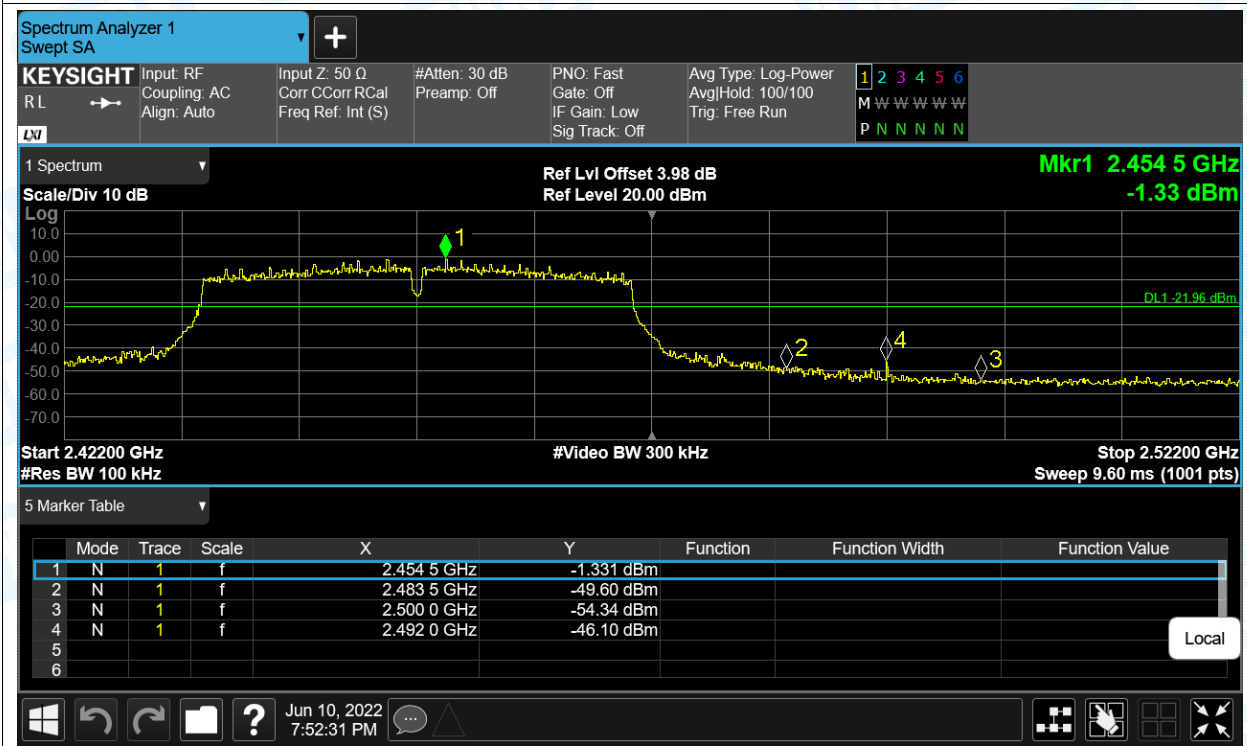 Spectrum Analyzer 1
Swept SA
+
KEYSIGHT Input: RF Input Z: 50 Ω #Atten: 30 dB PNO: Fast Avg Type: Log-Power 1 2 3 4 5 6
R L Coupling: AC Corr CCorr RCal Preamp: Off Gate: Off Avg|Hold: 100/100 M W W W W W W
Align: Auto Freq Ref: Int (S) IF Gain: Low Trig: Free Run
LXI Sig Track: Off P N N N N N
1 Spectrum Ref Lvl Offset 3.98 dB Mkr1 2.454 5 GHz
Scale/Div 10 dB Ref Level 20.00 dBm -1.33 dBm
Log
10.0
1
0.00
-10.0
-20.0 DL1 -21.96 dBm
-30.0
-40.0 2 4
-50.0 3
-60.0
-70.0
Start 2.42200 GHz #Video BW 300 kHz Stop 2.52200 GHz
#Res BW 100 kHz Sweep 9.60 ms (1001 pts)
5 Marker Table
Mode Trace Scale X Y Function Function Width Function Value
1 N 1 f 2.454 5 GHz -1.331 dBm
2 N 1 f 2.483 5 GHz -49.60 dBm
3 N 1 f 2.500 0 GHz -54.34 dBm
4 N 1 f 2.492 0 GHz -46.10 dBm
5
6
Local
? Jun 10, 2022
7:52:31 PM